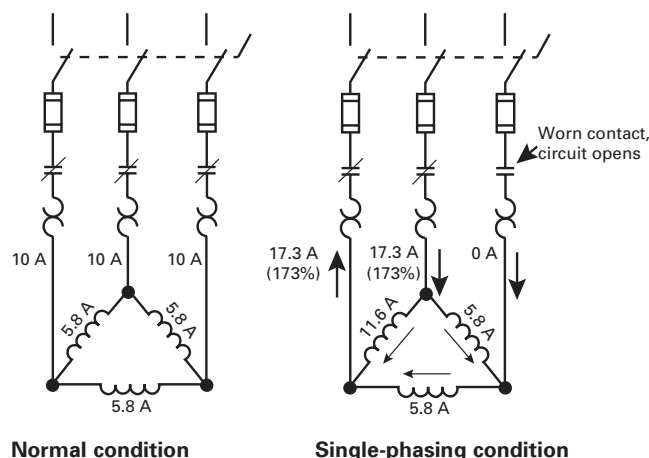 Worn contact,
circuit opens
10 A
10 A
10 A
5.8 A
5.8 A
5.8 A
17.3 A
(173%)
17.3 A
(173%)
0 A
11.6 A
5.8 A
5.8 A
Normal condition
Single-phasing condition